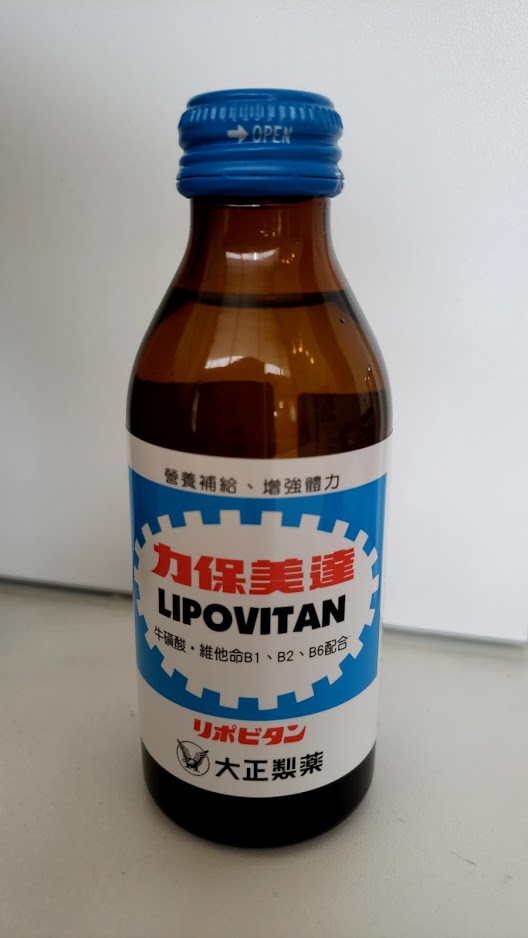 ➔ OPEN
營養補給、增強體力
力保美達
LIPOVITAN
牛磺酸・維他命B1、B2、B6配合
リポビタン
大正製薬